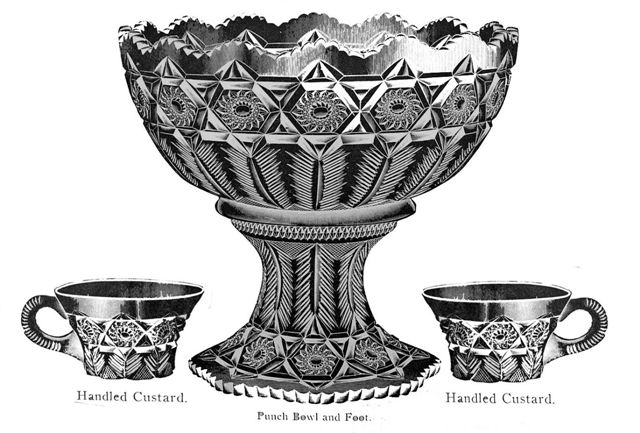 Handled Custard.
Punch Bowl and Foot.
Handled Custard.